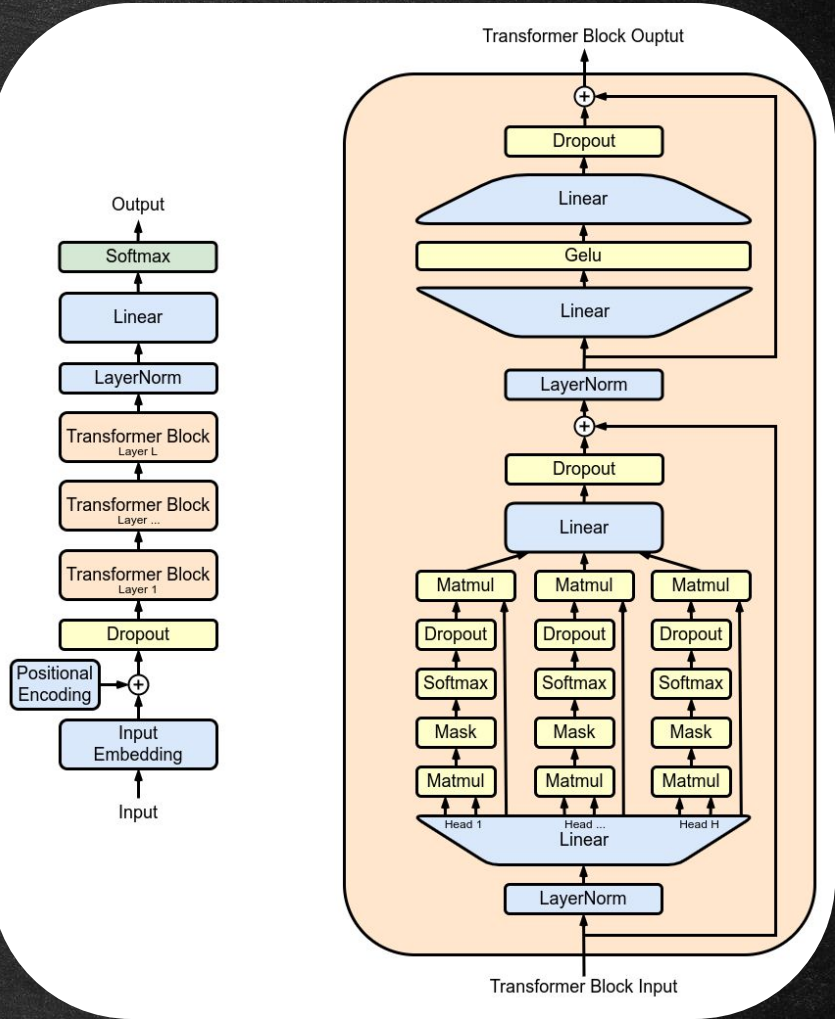 Output
Softmax
Linear
LayerNorm
Transformer Block
Layer L
Transformer Block
Layer ...
Transformer Block
Layer 1
Dropout
Positional
Encoding
+
Input
Embedding
Input
Transformer Block Ouptut
+
Dropout
Linear
Gelu
Linear
LayerNorm
+
Dropout
Linear
Matmul Matmul Matmul
Dropout Dropout Dropout
Softmax Softmax Softmax
Mask Mask Mask
Matmul Matmul Matmul
Head 1 Head ... Head H
Linear
LayerNorm
Transformer Block Input